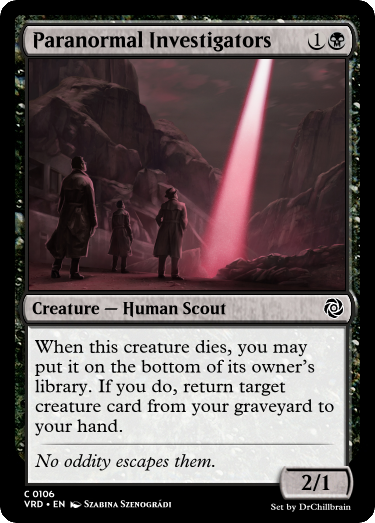 Paranormal Investigators 1
Creature — Human Scout
When this creature dies, you may
put it on the bottom of its owner's
library. If you do, return target
creature card from your graveyard to
your hand.
No oddity escapes them.
2/1
C 0106
VRD • EN Szabina Szenográdi
Set by DrChillbrain